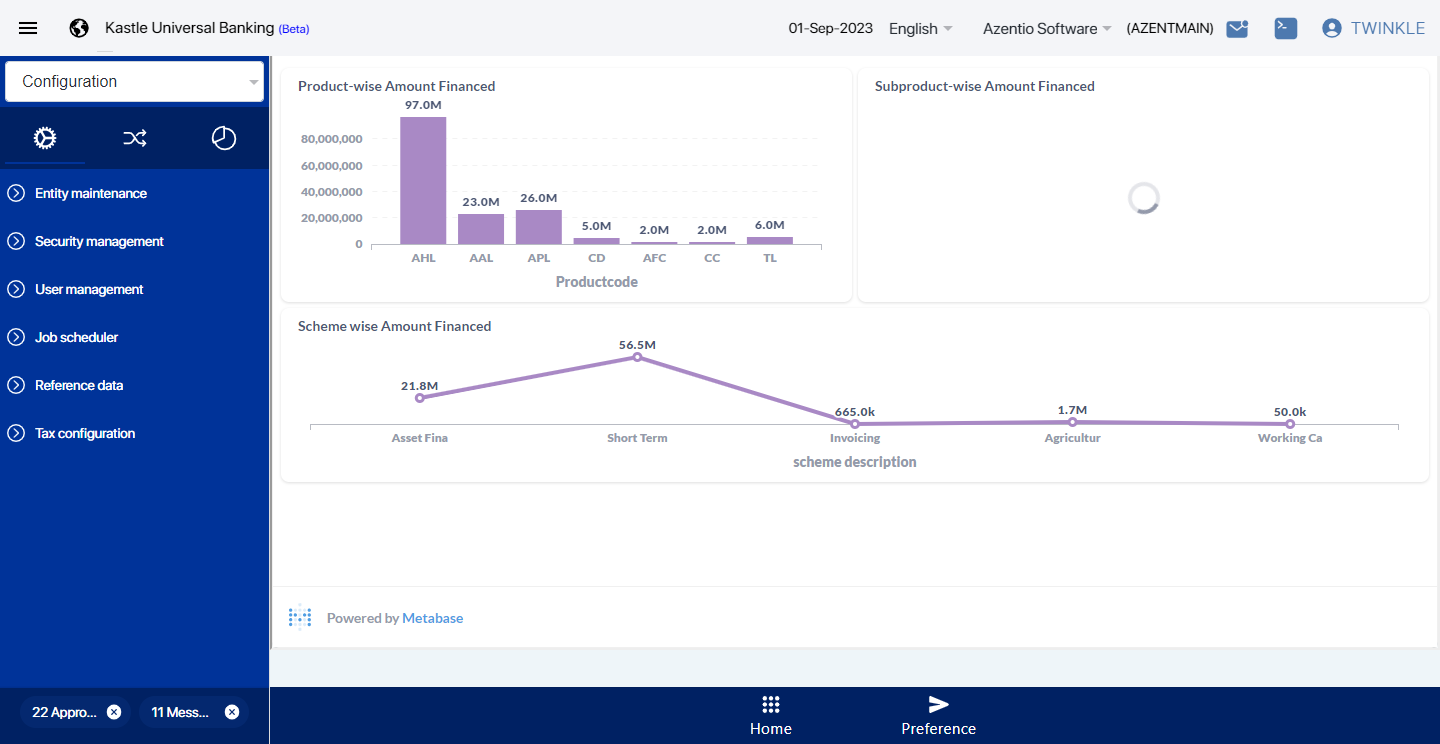 Kastle Universal Banking (Beta)
01-Sep-2023 English Azentio Software (AZENTMAIN) TWINKLE
Configuration
Entity maintenance
Security management
User management
Job scheduler
Reference data
Tax configuration
22 Appro... 11 Mess...
Product-wise Amount Financed
97.0M
80,000,000
60,000,000
40,000,000
20,000,000
0
23.0M 26.0M 5.0M 2.0M 2.0M 6.0M
AHL AAL APL CD AFC CC TL
Productcode
Subproduct-wise Amount Financed
Scheme wise Amount Financed
21.8M 56.5M 665.0k 1.7M 50.0k
Asset Fina Short Term Invoicing Agricultur Working Ca
scheme description
Powered by Metabase
Home Preference